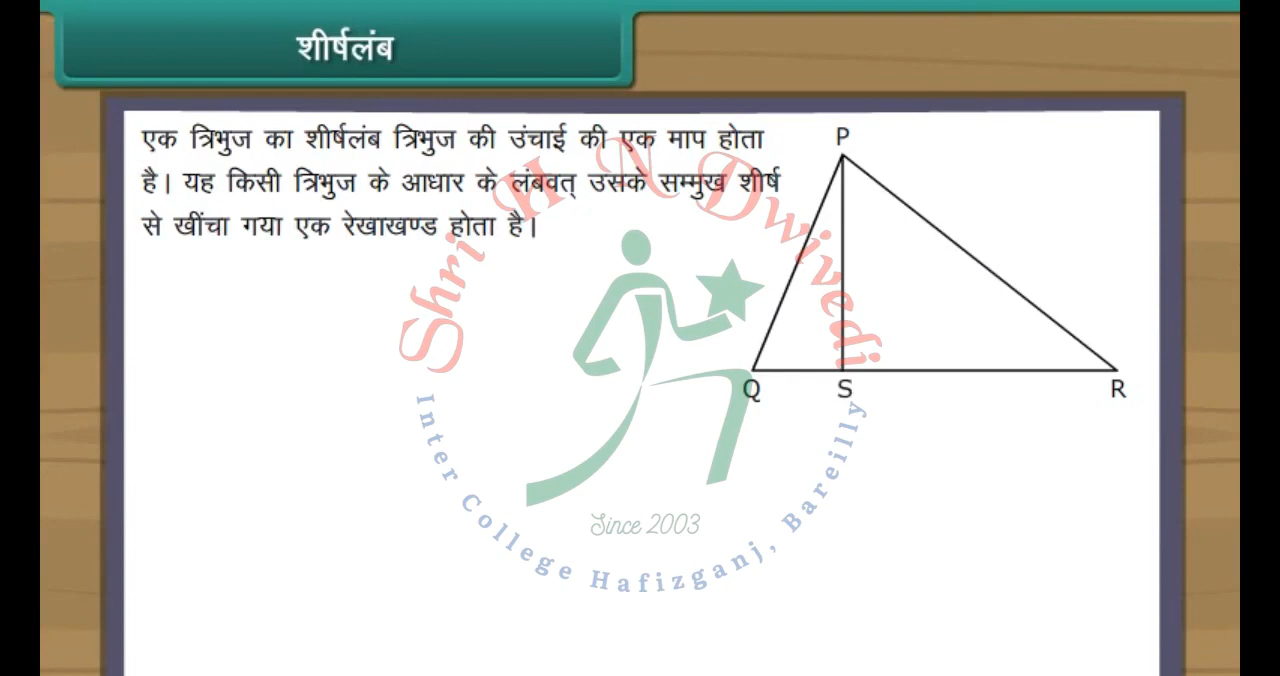 शीर्षलंब
एक त्रिभुज का शीर्षलंब त्रिभुज की उंचाई की एक माप होता
है। यह किसी त्रिभुज के आधार के लंबवत् उसके सम्मुख शीर्ष
से खींचा गया एक रेखाखण्ड होता है।
P
Q S R
Shri H N Dwivedi
Since 2003
Inter College Hafizganj, Bareilly